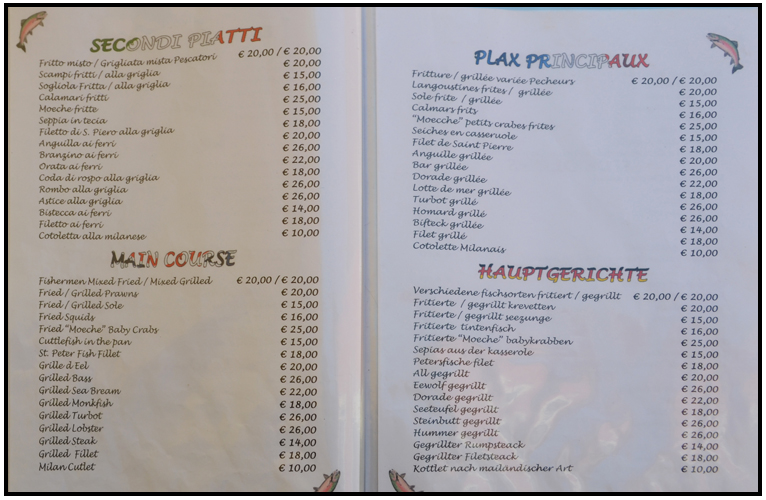 SECONDI PIATTI
Fritto misto / Grigliata mista Pescatori € 20,00 / € 20,00
Scampi fritti / alla griglia € 20,00
Sogliola Fritta / alla griglia € 15,00
Calamari fritti € 16,00
Moeche fritte € 25,00
Seppia in tecia € 15,00
Filetto di S. Piero alla griglia € 18,00
Anguilla ai ferri € 20,00
Branzino ai ferri € 26,00
Orata ai ferri € 22,00
Coda di rospo alla griglia € 18,00
Rombo alla griglia € 26,00
Astice alla griglia € 26,00
Bistecca ai ferri € 14,00
Filetto ai ferri € 18,00
Cotoletta alla milanese € 10,00
MAIN COURSE
Fishermen Mixed Fried / Mixed Grilled € 20,00 / € 20,00
Fried / Grilled Prawns € 20,00
Fried / Grilled Sole € 15,00
Fried Squids € 16,00
Fried "Moeche" Baby Crabs € 25,00
Cuttlefish in the pan € 15,00
St. Peter Fish Fillet € 18,00
Grille d Eel € 20,00
Grilled Bass € 26,00
Grilled Sea Bream € 22,00
Grilled Monkfish € 18,00
Grilled Turbot € 26,00
Grilled Lobster € 26,00
Grilled Steak € 14,00
Grilled Fillet € 18,00
Milan Cutlet € 10,00
PLAX PRINCIPAUX
Fritture / grillée variée Pecheurs € 20,00 / € 20,00
Langoustines frites / grillée € 20,00
Sole frite / grillée € 15,00
Calmars frits € 16,00
"Moecche" petits crabes frites € 25,00
Seiches en casseruole € 15,00
Filet de Saint Pierre € 18,00
Anguille grillée € 20,00
Bar grillée € 26,00
Dorade grillée € 22,00
Lotte de mer grillée € 18,00
Turbot grillé € 26,00
Homard grillé € 26,00
Bifteck grillée € 14,00
Filet grillé € 18,00
Cotolette Milanais € 10,00
HAUPTGERICHTE
Verschiedene fischsorten fritiert / gegrillt € 20,00 / € 20,00
Fritierte / gegrillt krevetten € 20,00
Fritierte / gegrillt seezunge € 15,00
Fritierte tintenfisch € 16,00
Fritierte "Moeche" babykrabben € 25,00
Sepias aus der kasserole € 15,00
Petersfische filet € 18,00
All gegrillt € 20,00
Eewolf gegrillt € 26,00
Dorade gegrillt € 22,00
Seeteufel gegrillt € 18,00
Steinbutt gegrillt € 26,00
Hummer gegrillt € 26,00
Gegrillter Rumpsteack € 14,00
Gegrillter Filetsteack € 18,00
Kottlet nach mailändischer Art € 10,00